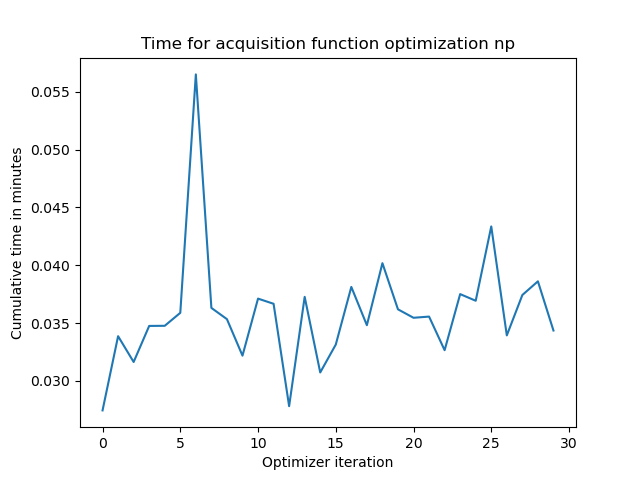 Time for acquisition function optimization np
0.055
0.050
0.045
0.040
0.035
0.030
Cumulative time in minutes
0 5 10 15 20 25 30
Optimizer iteration